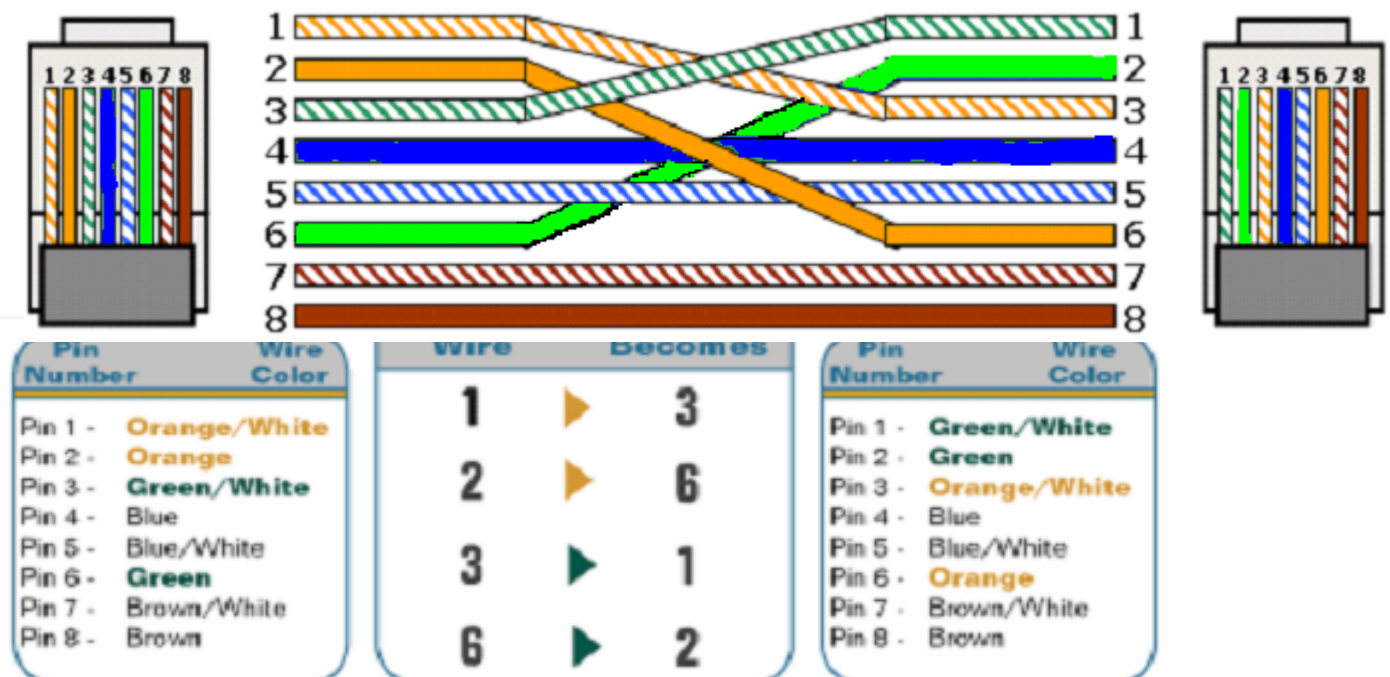 1 2 3 4 5 6 7 8
1 1
2 2
3 3
4 4
5 5
6 6
7 7
8 8
1 2 3 4 5 6 7 8
Pin Wire
Number Color
Pin 1 - Orange/White
Pin 2 - Orange
Pin 3 - Green/White
Pin 4 - Blue
Pin 5 - Blue/White
Pin 6 - Green
Pin 7 - Brown/White
Pin 8 - Brown
Wire Becomes
1 3
2 6
3 1
6 2
Pin Wire
Number Color
Pin 1 - Green/White
Pin 2 - Green
Pin 3 - Orange/White
Pin 4 - Blue
Pin 5 - Blue/White
Pin 6 - Orange
Pin 7 - Brown/White
Pin 8 - Brown